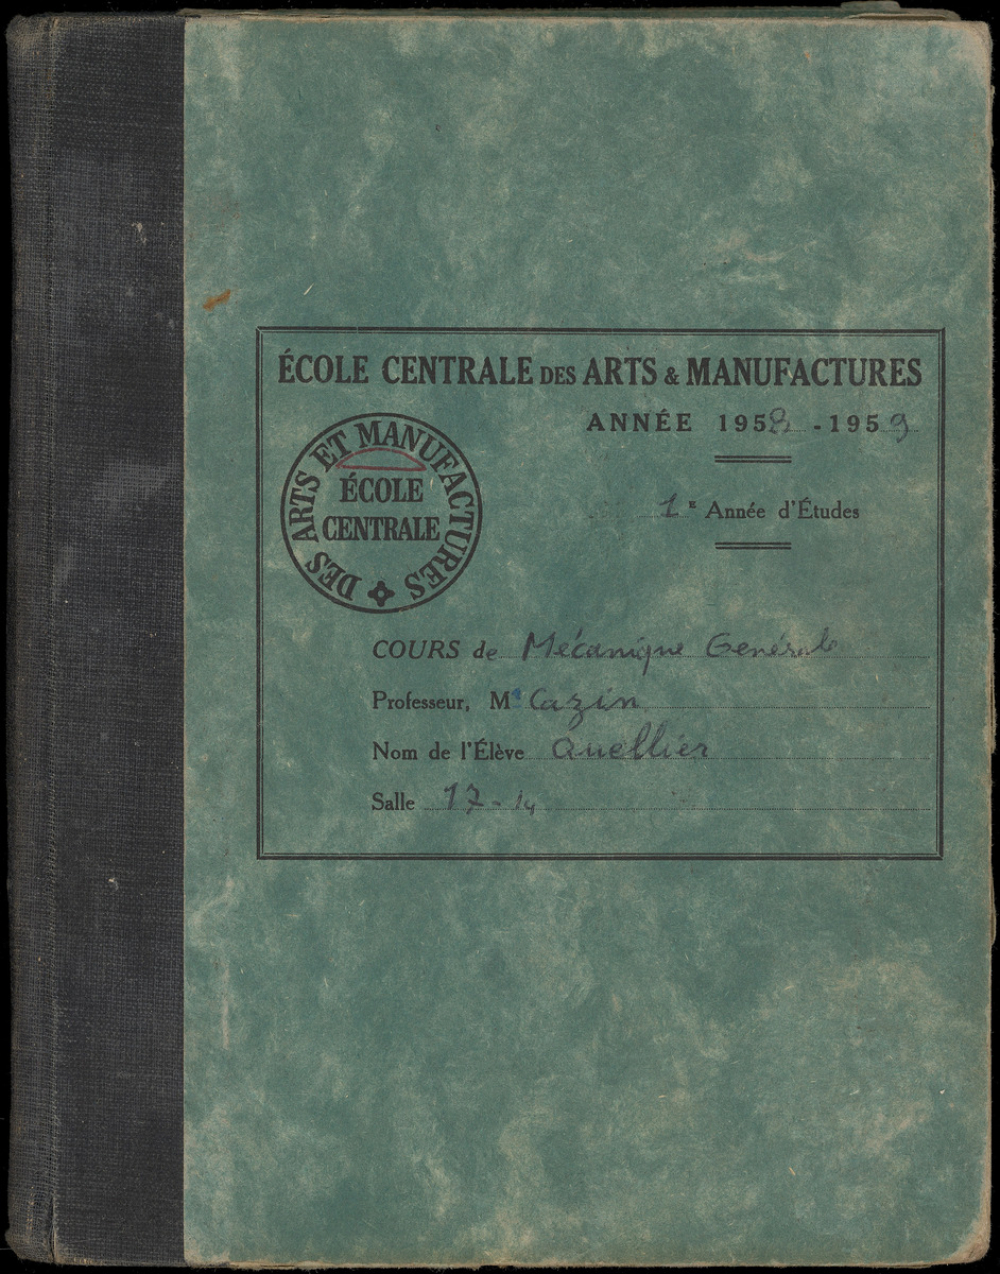 ÉCOLE CENTRALE DES ARTS & MANUFACTURES
ANNÉE 1958 - 1959
DES ARTS ET MANUFACTURES
ÉCOLE
CENTRALE
1E Année d'Études
COURS de Mécanique Générale
Professeur, Mr Cazin
Nom de l'Élève Quellier
Salle 17-14